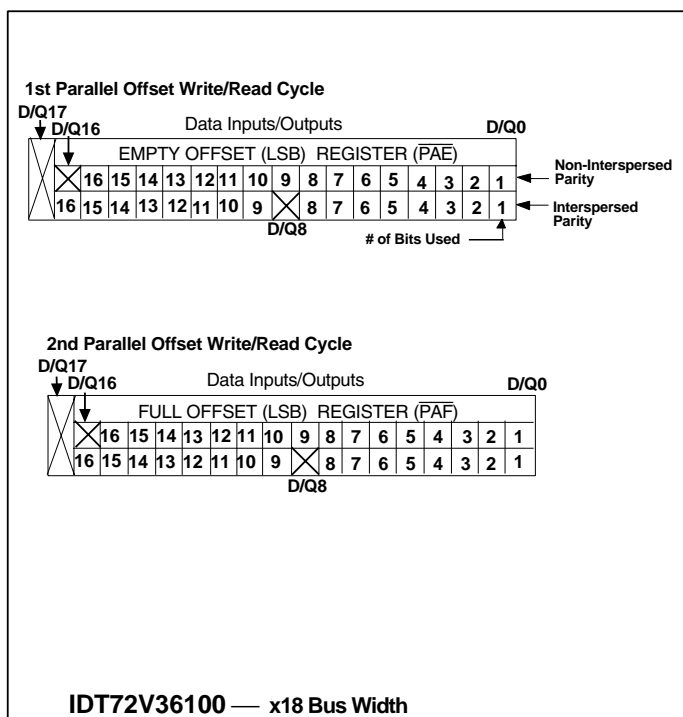 1st Parallel Offset Write/Read Cycle
D/Q17
D/Q16
Data Inputs/Outputs
D/Q0
EMPTY OFFSET (LSB) REGISTER (PAE)
16 15 14 13 12 11 10 9 8 7 6 5 4 3 2 1
Non-Interspersed
Parity
16 15 14 13 12 11 10 9 8 7 6 5 4 3 2 1
Interspersed
Parity
D/Q8
# of Bits Used
2nd Parallel Offset Write/Read Cycle
D/Q17
D/Q16
Data Inputs/Outputs
D/Q0
FULL OFFSET (LSB) REGISTER (PAF)
16 15 14 13 12 11 10 9 8 7 6 5 4 3 2 1
16 15 14 13 12 11 10 9 8 7 6 5 4 3 2 1
D/Q8
IDT72V36100 — x18 Bus Width